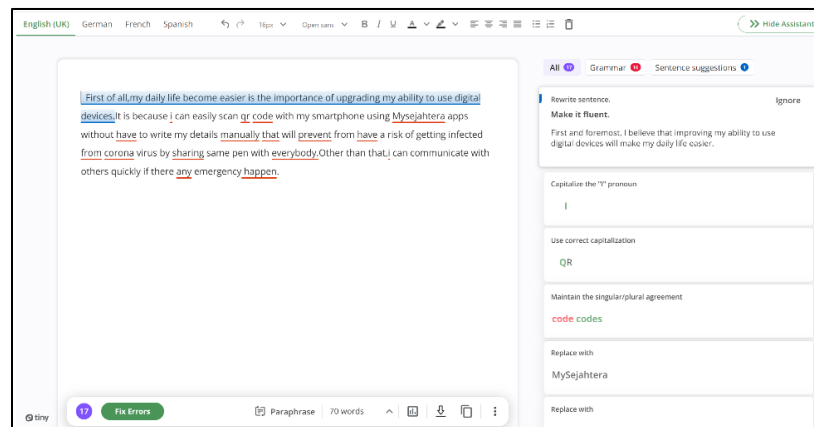 English (UK) German French Spanish 16px Open sans B I U A Hide Assistant
All 17 Grammar Sentence suggestions
First of all,my daily life become easier is the importance of upgrading my ability to use digital
devices.It is because i can easily scan qr code with my smartphone using Mysejahtera apps
without have to write my details manually that will prevent from have a risk of getting infected
from corona virus by sharing same pen with everybody.Other than that,i can communicate with
others quickly if there any emergency happen.
Rewrite sentence. Ignore
Make it fluent.
First and foremost, I believe that improving my ability to use
digital devices will make my daily life easier.
Capitalize the "I" pronoun
I
Use correct capitalization
QR
Maintain the singular/plural agreement
code codes
Replace with
MySejahtera
Replace with
tiny 17 Fix Errors Paraphrase 70 words